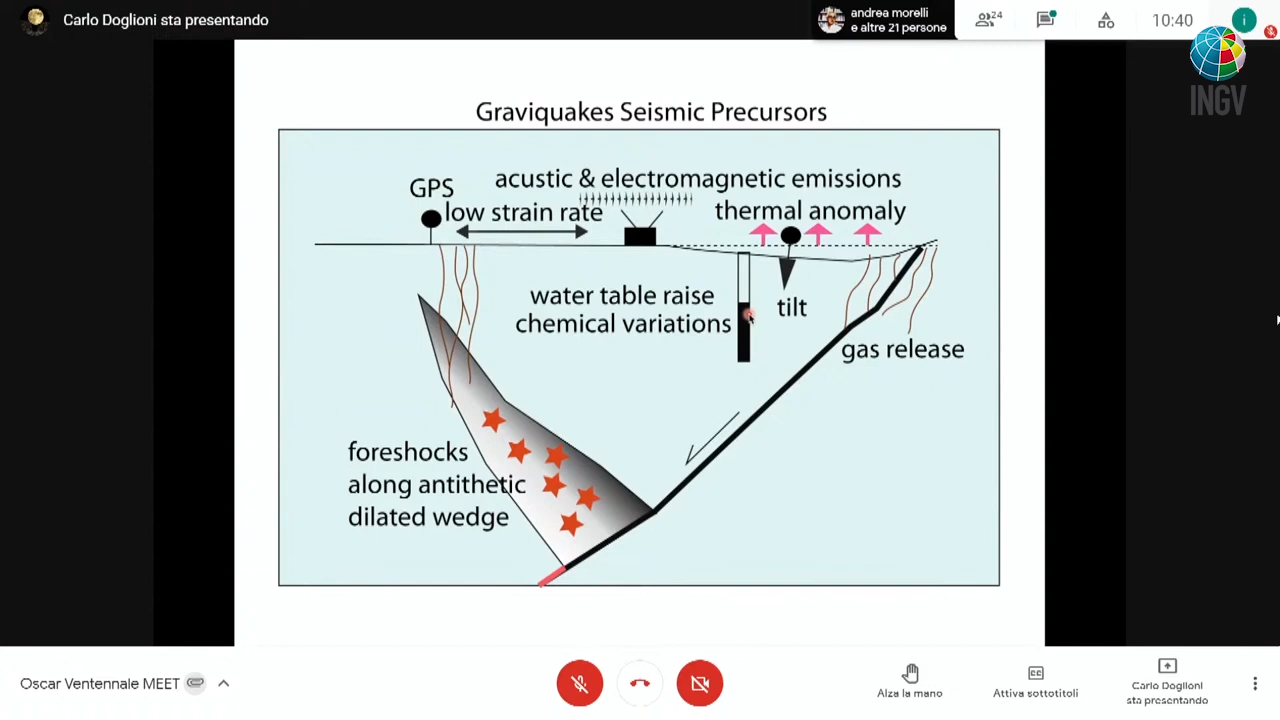 Carlo Doglioni sta presentando
andrea morelli
e altre 21 persone
24
10:40
i
INGV
Graviquakes Seismic Precursors
GPS
acustic & electromagnetic emissions
low strain rate
thermal anomaly
water table raise
chemical variations
tilt
gas release
foreshocks
along antithetic
dilated wedge
Oscar Ventennale MEET
Alza la mano
Attiva sottotitoli
Carlo Doglioni
sta presentando